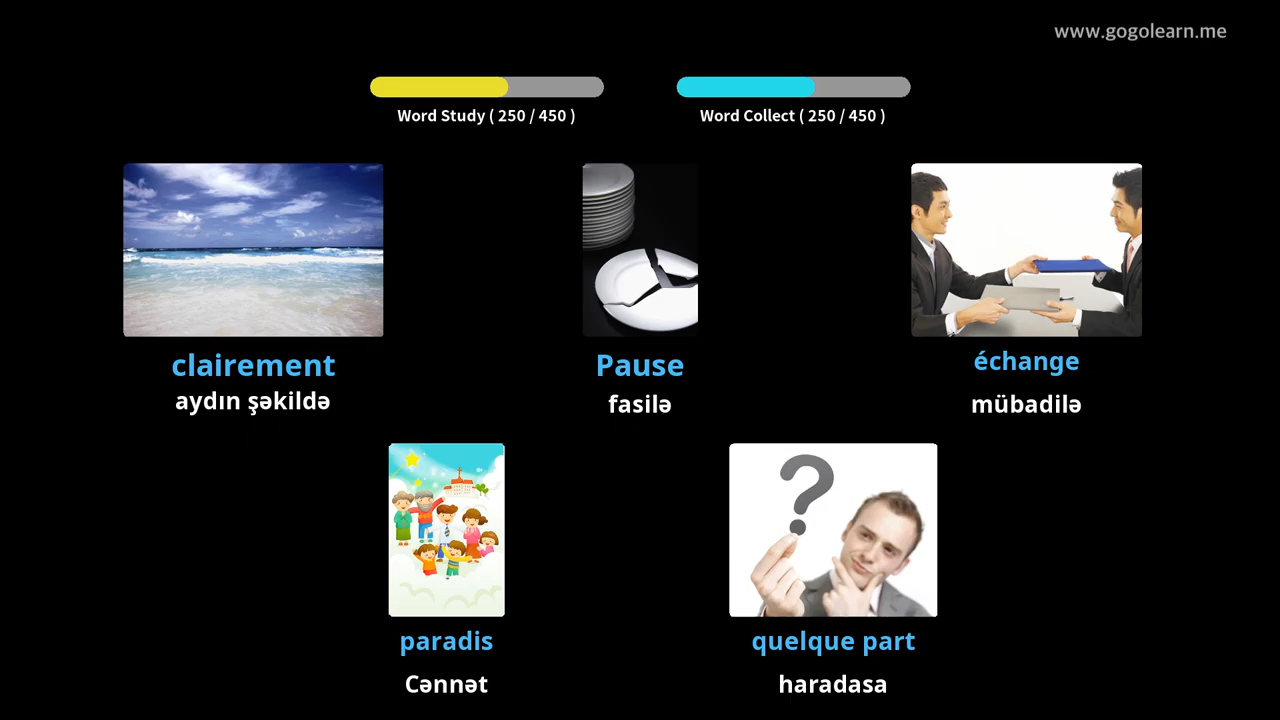 www.gogolearn.me
Word Study ( 250 / 450 )
Word Collect ( 250 / 450 )
clairement
aydın şəkildə
Pause
fasilə
échange
mübadilə
paradis
Cənnət
quelque part
haradasa